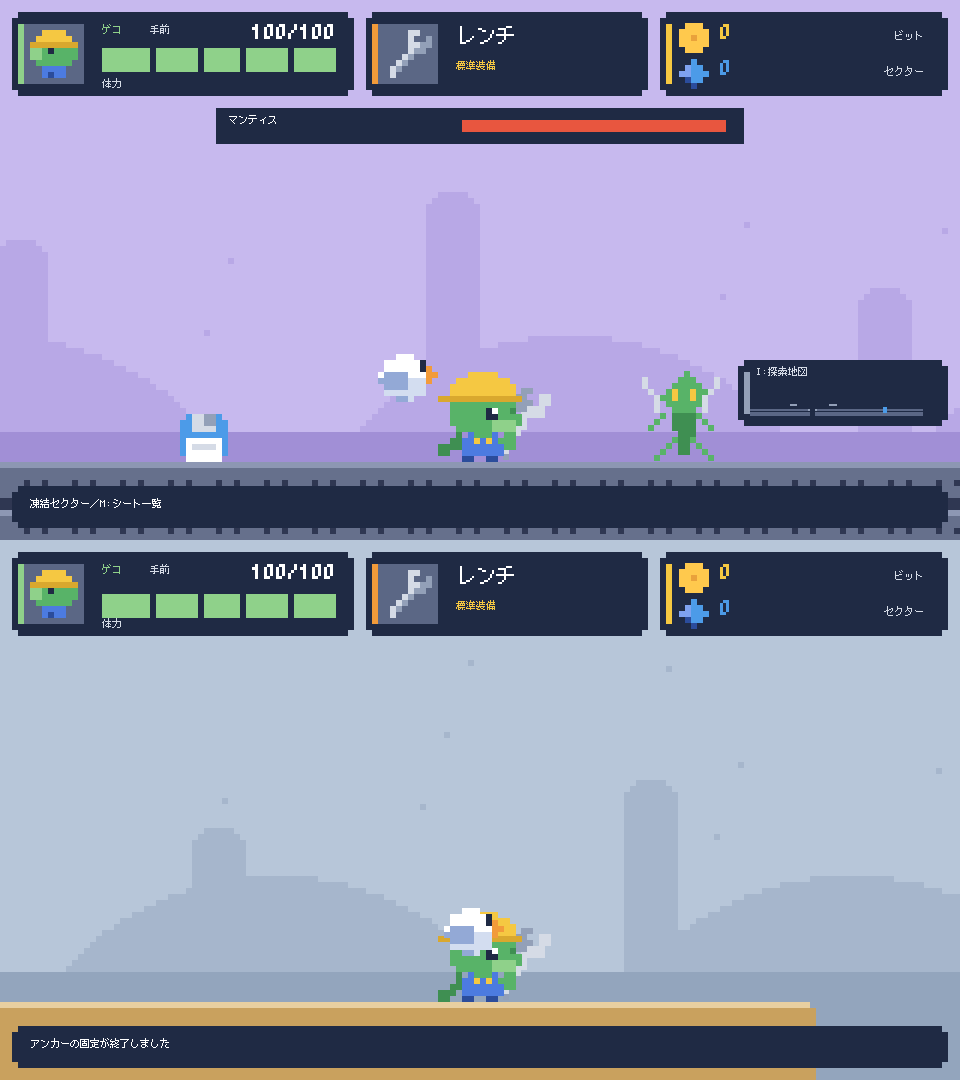 ゲコ 手前 100/100
体力
レンチ
標準装備
0 ビット
0 セクター
マンティス
I:探索地図
凍結セクター/M:シート一覧
ゲコ 手前 100/100
体力
レンチ
標準装備
0 ビット
0 セクター
アンカーの固定が終了しました